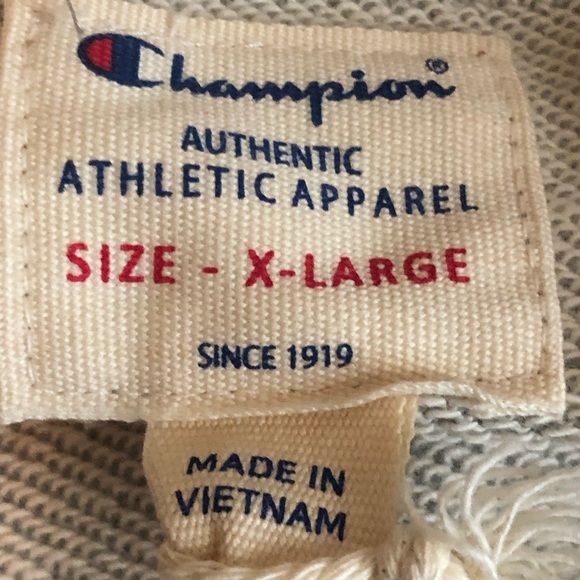 Champion®
AUTHENTIC
ATHLETIC APPAREL
SIZE - X-LARGE
SINCE 1919
MADE IN
VIETNAM